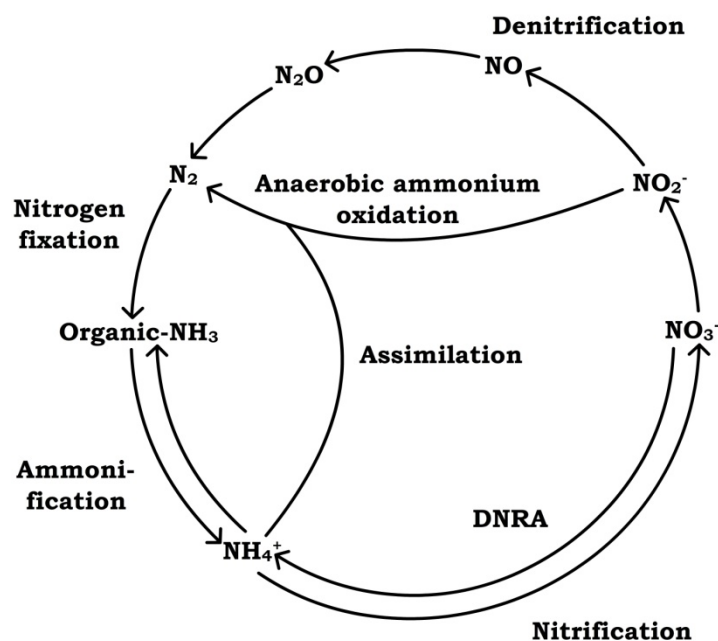 Denitrification
NO
N₂O
N₂
Anaerobic ammonium
oxidation
NO₂⁻
Nitrogen
fixation
Organic-NH₃
NO₃⁻
Assimilation
Ammoni-
fication
DNRA
NH₄⁺
Nitrification